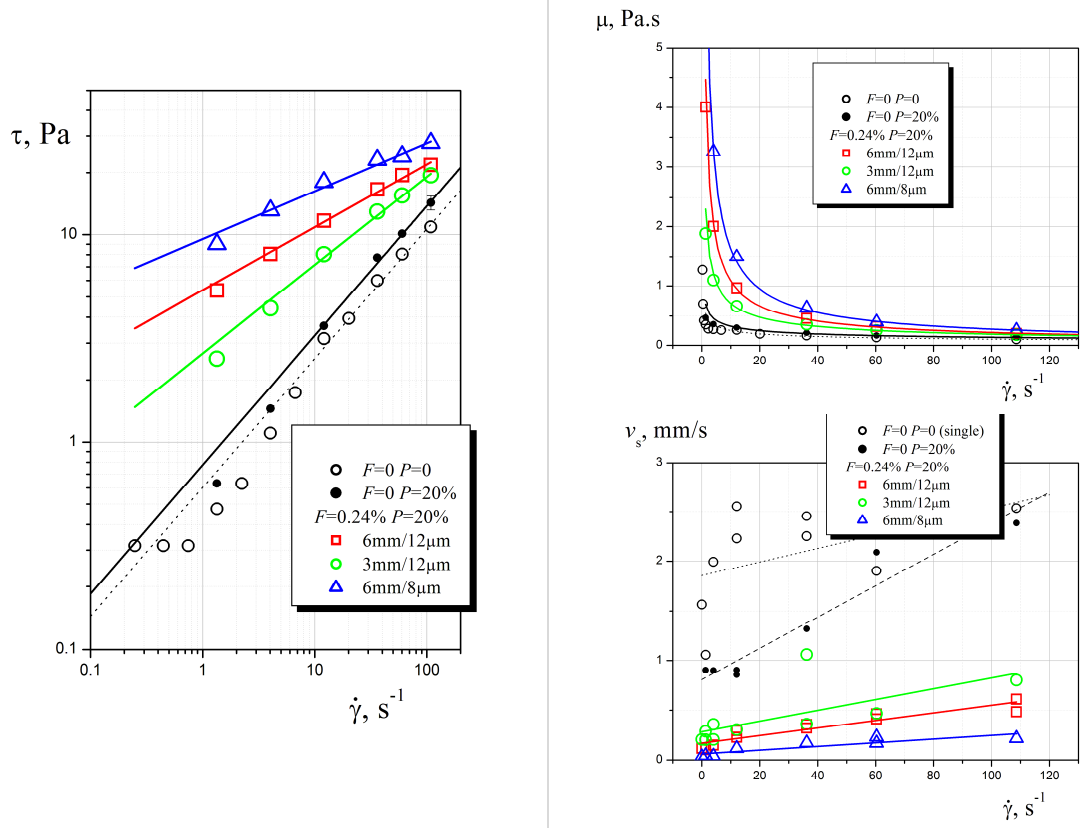 τ, Pa
10
1
0.1
0.1
1
10
100
γ̇, s⁻¹
F=0 P=0
F=0 P=20%
F=0.24% P=20%
6mm/12μm
3mm/12μm
6mm/8μm
μ, Pa.s
5
4
3
2
1
0
0
20
40
60
80
100
120
γ̇, s⁻¹
F=0 P=0
F=0 P=20%
F=0.24% P=20%
6mm/12μm
3mm/12μm
6mm/8μm
vₛ, mm/s
3
2
1
0
0
20
40
60
80
100
120
γ̇, s⁻¹
F=0 P=0 (single)
F=0 P=20%
F=0.24% P=20%
6mm/12μm
3mm/12μm
6mm/8μm